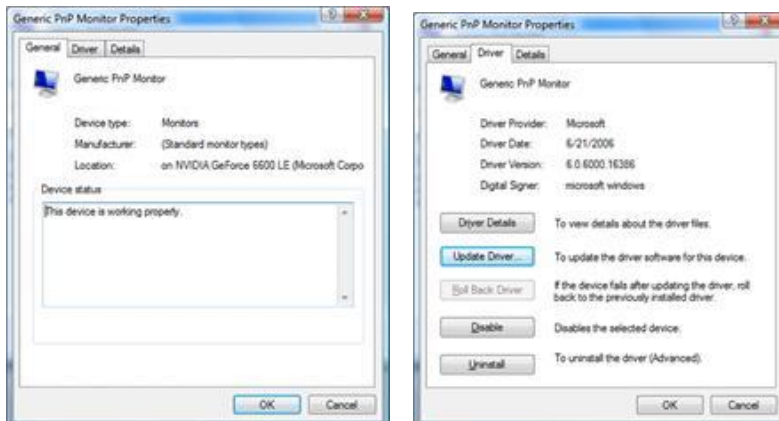 Generic PnP Monitor Properties
General Driver Details
Generic PnP Monitor
Device type: Monitors
Manufacturer: (Standard monitor types)
Location: on NVIDIA GeForce 6600 LE (Microsoft Corpo
Device status
This device is working properly.
OK Cancel
Generic PnP Monitor Properties
General Driver Details
Generic PnP Monitor
Driver Provider: Microsoft
Driver Date: 6/21/2006
Driver Version: 6.0.6000.16386
Digital Signer: microsoft windows
Driver Details To view details about the driver files.
Update Driver... To update the driver software for this device.
Roll Back Driver If the device fails after updating the driver, roll
back to the previously installed driver.
Disable Disables the selected device.
Uninstall To uninstall the driver (Advanced).
OK Cancel